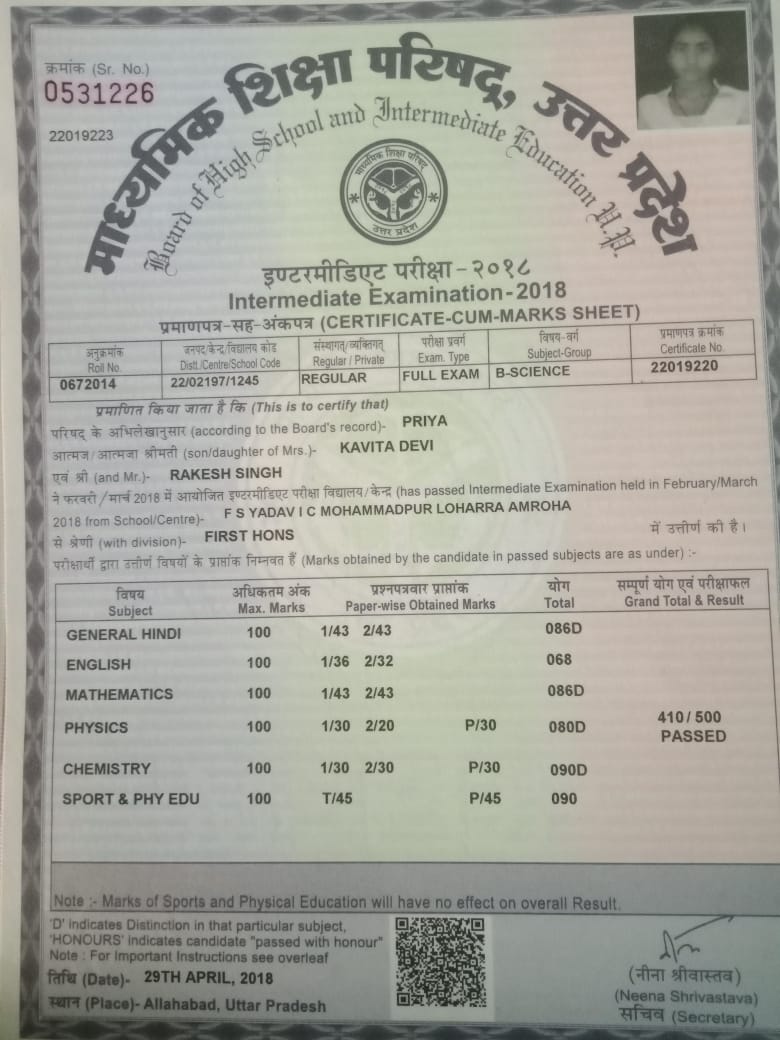 क्रमांक (Sr. No.)
0531226
22019223
माध्यमिक शिक्षा परिषद्, उत्तर प्रदेश
Board of High School and Intermediate Education U.P.
माध्यमिक शिक्षा परिषद
उत्तर प्रदेश
इण्टरमीडिएट परीक्षा-२०१८
Intermediate Examination-2018
प्रमाणपत्र-सह-अंकपत्र (CERTIFICATE-CUM-MARKS SHEET)
अनुक्रमांक जनपद/केन्द्र/विद्यालय कोड संस्थागत/व्यक्तिगत परीक्षा प्रवर्ग विषय-वर्ग प्रमाणपत्र क्रमांक
Roll No. Distt./Centre/School Code Regular / Private Exam. Type Subject-Group Certificate No.
0672014 22/02197/1245 REGULAR FULL EXAM B-SCIENCE 22019220
प्रमाणित किया जाता है कि (This is to certify that)
परिषद के अभिलेखानुसार (according to the Board's record)- PRIYA
आत्मज/आत्मजा श्रीमती (son/daughter of Mrs.)- KAVITA DEVI
एवं श्री (and Mr.)- RAKESH SINGH
ने फरवरी/मार्च 2018 में आयोजित इण्टरमीडिएट परीक्षा विद्यालय/केन्द्र (has passed Intermediate Examination held in February/March
2018 from School/Centre)- F S YADAV I C MOHAMMADPUR LOHARRA AMROHA
से श्रेणी (with division)- FIRST HONS में उत्तीर्ण की है।
परीक्षार्थी द्वारा उत्तीर्ण विषयों के प्राप्तांक निम्नवत हैं (Marks obtained by the candidate in passed subjects are as under) :-
विषय अधिकतम अंक प्रश्नपत्रवार प्राप्तांक योग सम्पूर्ण योग एवं परीक्षाफल
Subject Max. Marks Paper-wise Obtained Marks Total Grand Total & Result
GENERAL HINDI 100 1/43 2/43 086D
ENGLISH 100 1/36 2/32 068
MATHEMATICS 100 1/43 2/43 086D
PHYSICS 100 1/30 2/20 P/30 080D 410/500
PASSED
CHEMISTRY 100 1/30 2/30 P/30 090D
SPORT & PHY EDU 100 T/45 P/45 090
Note :- Marks of Sports and Physical Education will have no effect on overall Result.
'D' indicates Distinction in that particular subject,
'HONOURS' indicates candidate "passed with honour"
Note : For Important Instructions see overleaf
तिथि (Date)- 29TH APRIL, 2018
स्थान (Place)- Allahabad, Uttar Pradesh
(नीना श्रीवास्तव)
(Neena Shrivastava)
सचिव (Secretary)